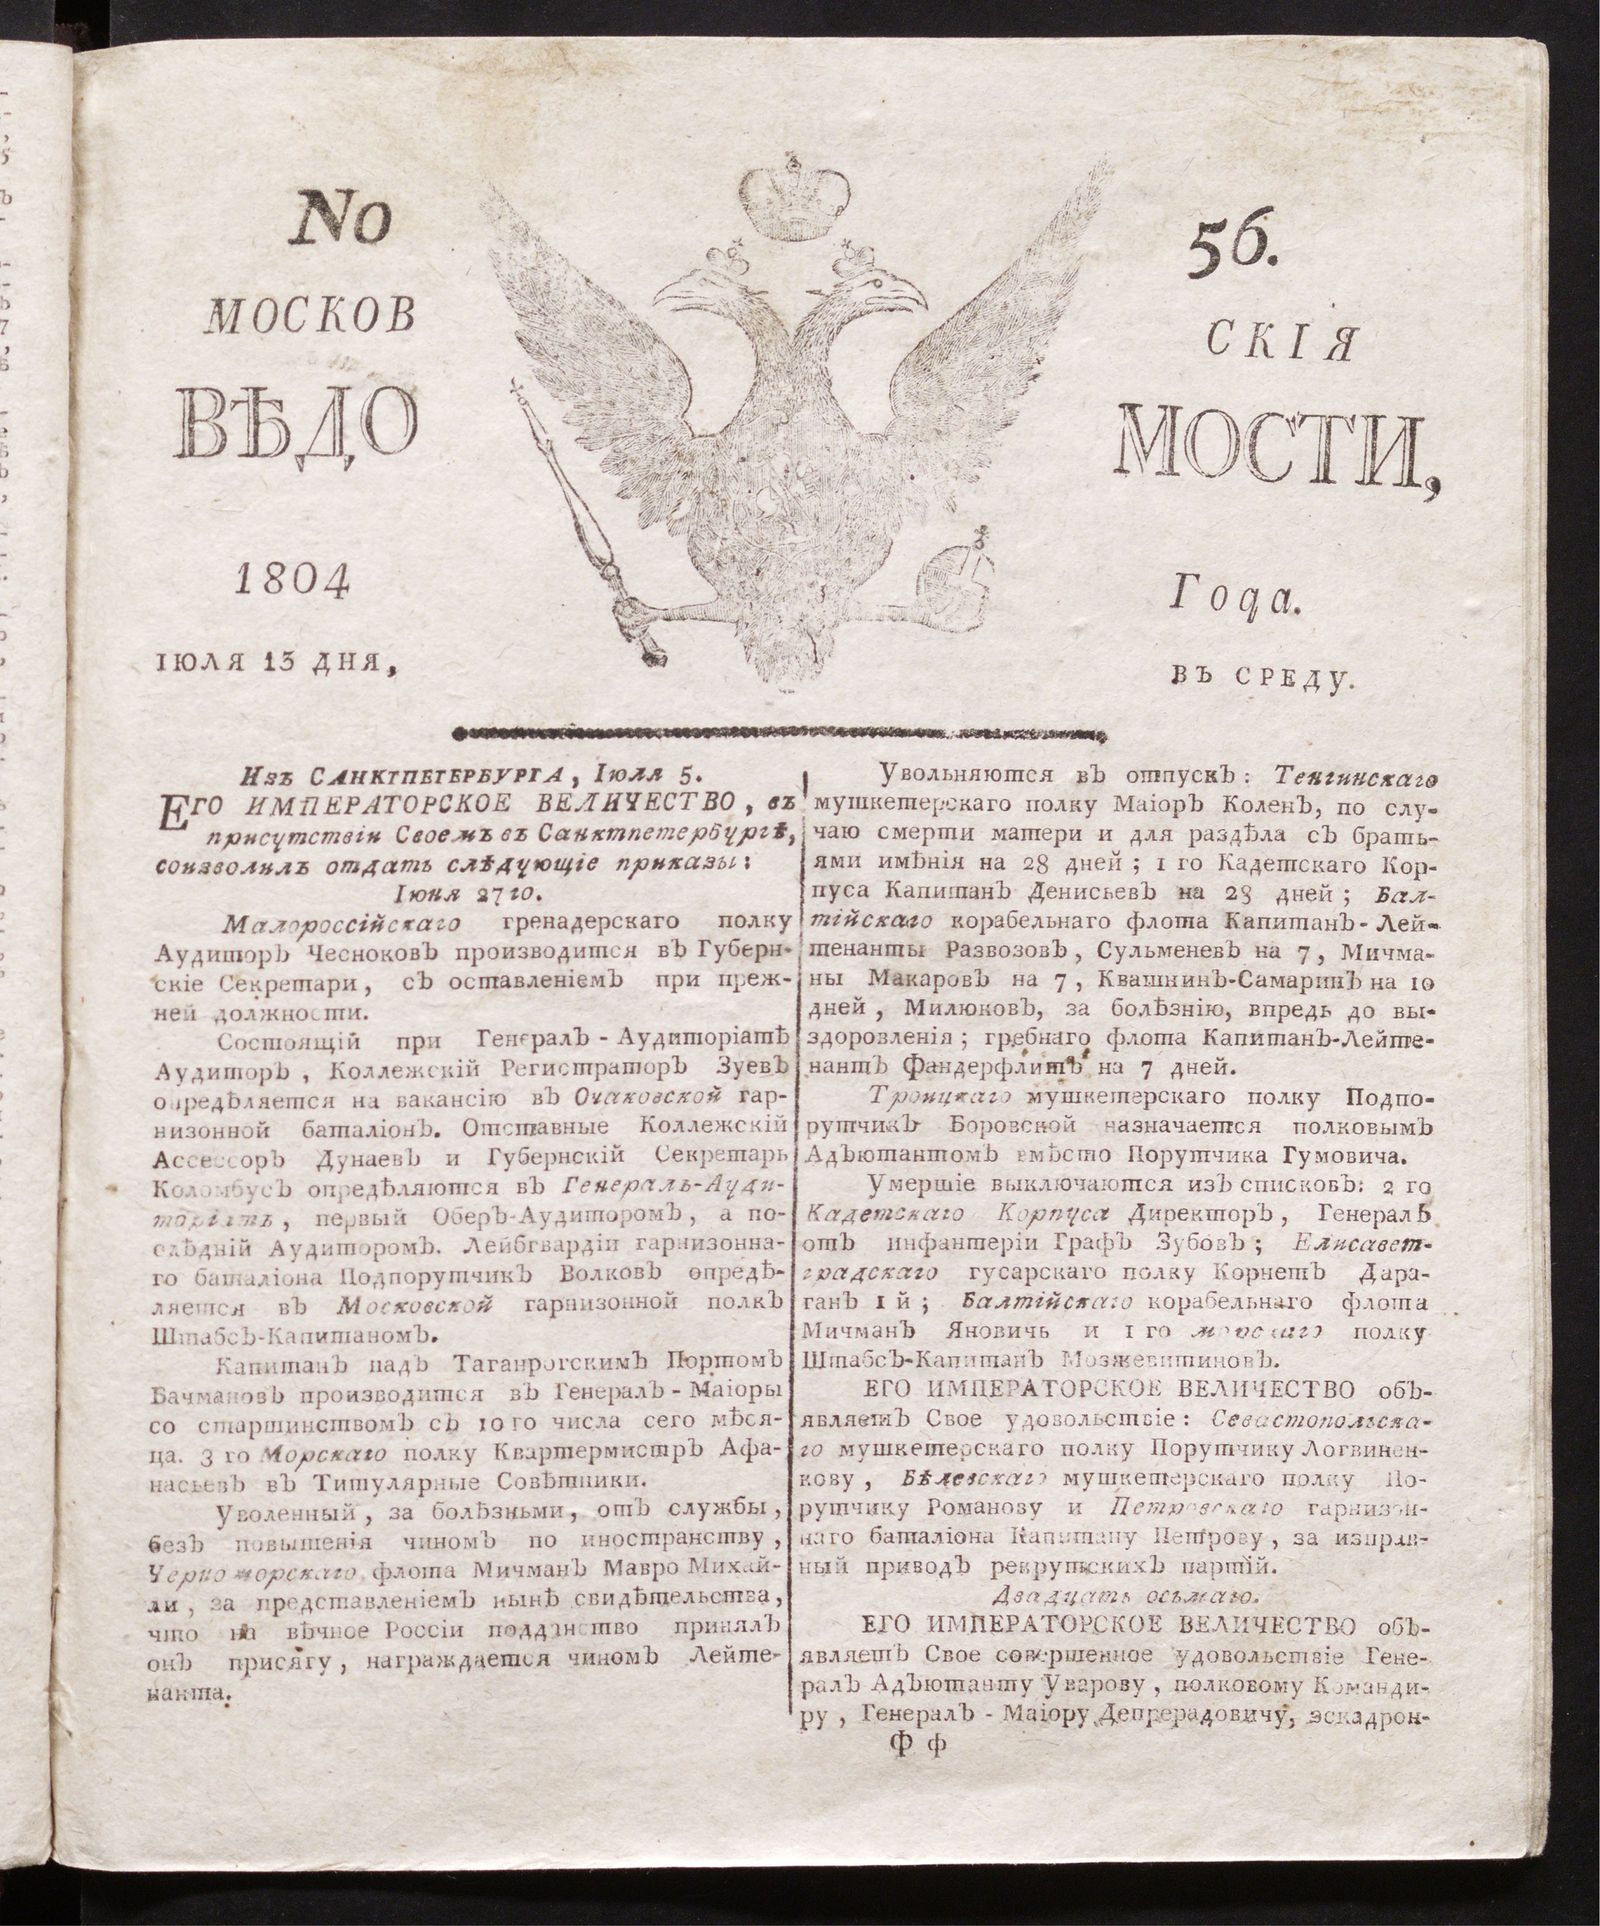 No 56.
МОСКОВ СКІЯ
ВѢДО МОСТИ,
1804 Года.
ІЮЛЯ 13 ДНЯ, ВЪ СРЕДУ.
Изъ САНКТПЕТЕРБУРГА, Іюля 5.
ЕГО ИМПЕРАТОРСКОЕ ВЕЛИЧЕСТВО, въ
присутствіи Своемъ въ Санктпетербургѣ,
соизволилъ отдать слѣдующіе приказы:
Іюня 27 го.
Малороссійскаго гренадерскаго полку
Аудиторъ Чесноковъ производится въ Губерн-
скіе Секретари, съ оставленіемъ при преж-
ней должности.
Состоящій при Генералъ-Аудиторіатѣ
Аудиторъ, Коллежскій Регистраторъ Зуевъ
опредѣляется на вакансію въ Очаковской гар-
низонной баталіонъ. Отставные Коллежскій
Ассессоръ Дунаевъ и Губернскій Секретарь
Коломбусъ опредѣляются въ Генералъ-Ауди-
торіатъ, первый Оберъ-Аудиторомъ, а по-
слѣдній Аудиторомъ. Лейбгвардіи гарнизонна-
го баталіона Подпорутчикъ Волковъ опредѣ-
ляется въ Московской гарнизонной полкъ
Штабсъ-Капитаномъ.
Капитанъ надъ Таганрогскимъ Портомъ
Бачмановъ производится въ Генералъ-Маіоры
со старшинствомъ съ 10 го числа сего мѣся-
ца. 3 го Морскаго полку Квартермистръ Афа-
насьевъ въ Титулярные Совѣтники.
Уволенный, за болѣзньми, отъ службы,
безъ повышенія чиномъ по иностранству,
Черноморскаго флота Мичманъ Мавро Михай-
ли, за представленіемъ нынѣ свидѣтельства,
что на вѣчное Россіи подданство принялъ
онъ присягу, награждается чиномъ Лейте-
нанта.
Увольняются въ отпускъ: Тенгинскаго
мушкетерскаго полку Маіоръ Коленъ, по слу-
чаю смерти матери и для раздѣла съ брать-
ями имѣнія на 28 дней; 1 го Кадетскаго Кор-
пуса Капитанъ Денисьевъ на 28 дней; Бал-
тійскаго корабельнаго флота Капитанъ-Лей-
тенанты Развозовъ, Сульменевъ на 7, Мичма-
ны Макаровъ на 7, Квашнинъ-Самаринъ на 10
дней, Милюковъ, за болѣзнію, впредь до вы-
здоровленія; гребнаго флота Капитанъ-Лейте-
нантъ Фандерфлитъ на 7 дней.
Троицкаго мушкетерскаго полку Подпо-
рутчикъ Боровской назначается полковымъ
Адъютантомъ вмѣсто Порутчика Гумовича.
Умершіе выключаются изъ списковъ: 2 го
Кадетскаго Корпуса Директоръ, Генералъ
отъ инфантеріи Графъ Зубовъ; Елисавет-
градскаго гусарскаго полку Корнетъ Дара-
ганъ 1 й; Балтійскаго корабельнаго флота
Мичманъ Яновичь и 1 го морскаго полку
Штабсъ-Капитанъ Мозжевитиновъ.
ЕГО ИМПЕРАТОРСКОЕ ВЕЛИЧЕСТВО объ-
являетъ Свое удовольствіе: Севастопольска-
го мушкетерскаго полку Порутчику Логвинен-
кову, Бѣлевскаго мушкетерскаго полку По-
рутчику Романову и Петровскаго гарнизон-
наго баталіона Капитану Петрову, за изправ-
ный приводъ рекрутскихъ партій.
Двадцать осьмаго.
ЕГО ИМПЕРАТОРСКОЕ ВЕЛИЧЕСТВО объ-
являетъ Свое совершенное удовольствіе Гене-
ралъ Адъютанту Уварову, полковому Команди-
ру, Генералъ-Маіору Депрерадовичу, эскадрон-
Ф ф